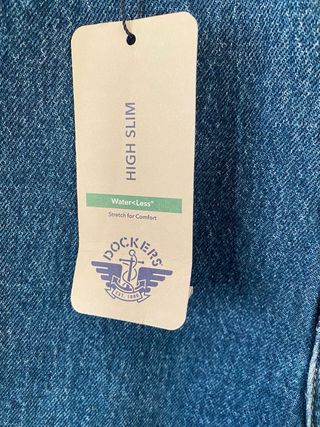 HIGH SLIM
Water<Less®
Stretch for Comfort
DOCKERS
EST. 1986